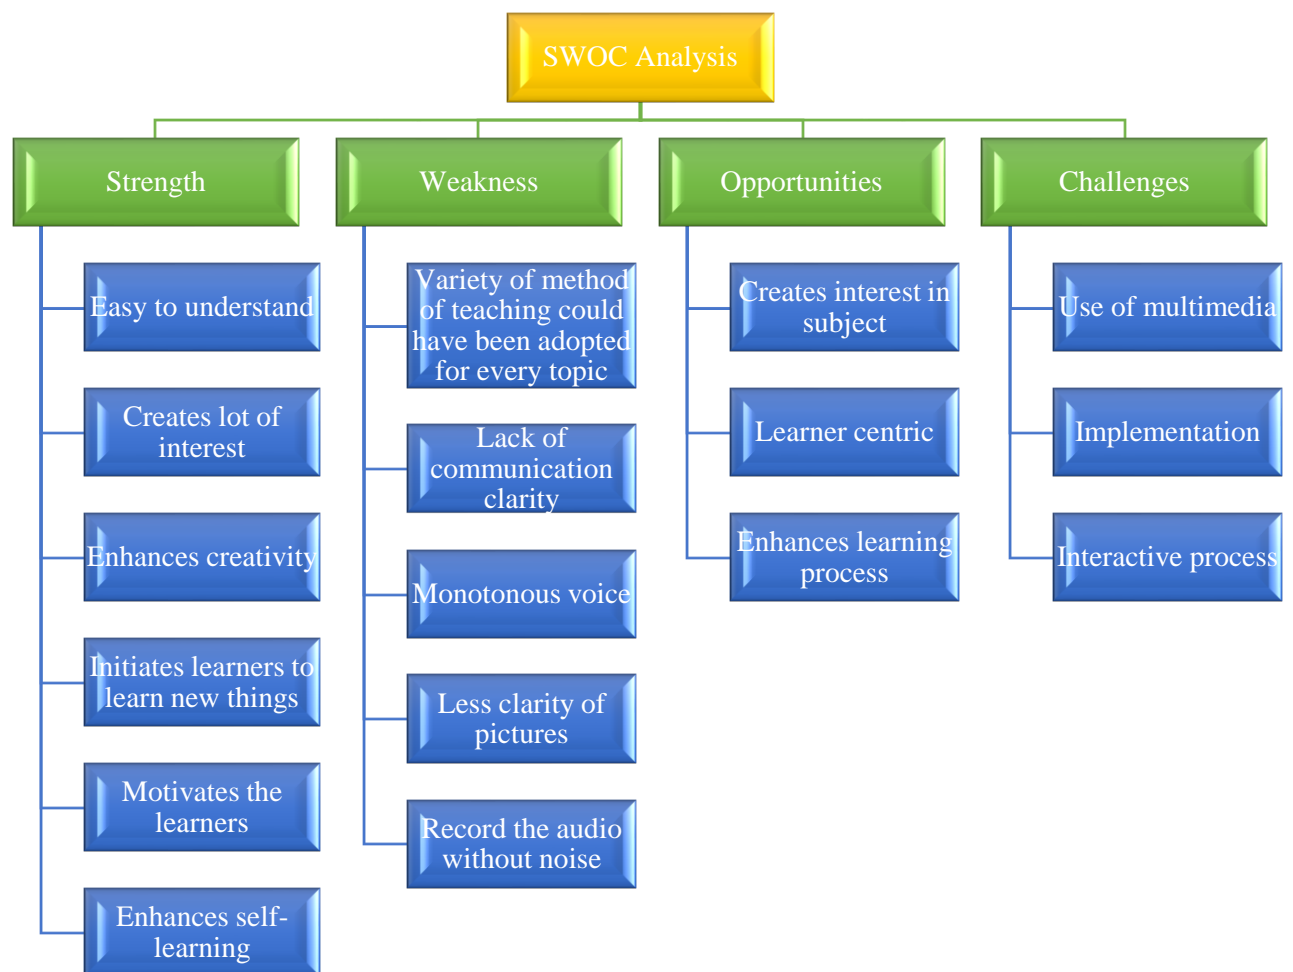 SWOC Analysis
Strength
Easy to understand
Creates lot of
interest
Enhances creativity
Initiates learners to
learn new things
Motivates the
learners
Enhances self-
learning
Weakness
Variety of method
of teaching could
have been adopted
for every topic
Lack of
communication
clarity
Monotonous voice
Less clarity of
pictures
Record the audio
without noise
Opportunities
Creates interest in
subject
Learner centric
Enhances learning
process
Challenges
Use of multimedia
Implementation
Interactive process